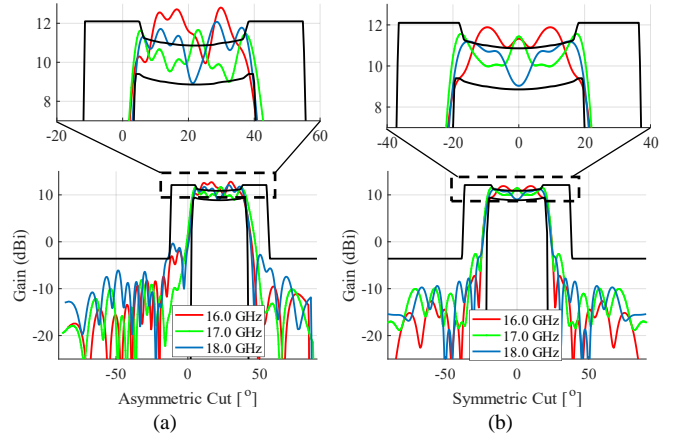 12
10
8
-20 0 20 40 60
12
10
8
-40 -20 0 20 40
10
0
-10
-20
Gain (dBi)
16.0 GHz
17.0 GHz
18.0 GHz
-50 0 50
Asymmetric Cut [°]
(a)
10
0
-10
-20
Gain (dBi)
16.0 GHz
17.0 GHz
18.0 GHz
-50 0 50
Symmetric Cut [°]
(b)